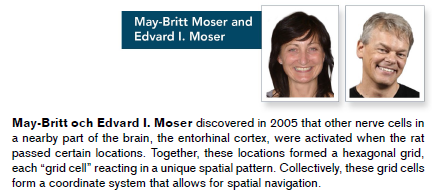 May-Britt Moser and
Edvard I. Moser
May-Britt och Edvard I. Moser discovered in 2005 that other nerve cells in
a nearby part of the brain, the entorhinal cortex, were activated when the rat
passed certain locations. Together, these locations formed a hexagonal grid,
each “grid cell” reacting in a unique spatial pattern. Collectively, these grid cells
form a coordinate system that allows for spatial navigation.